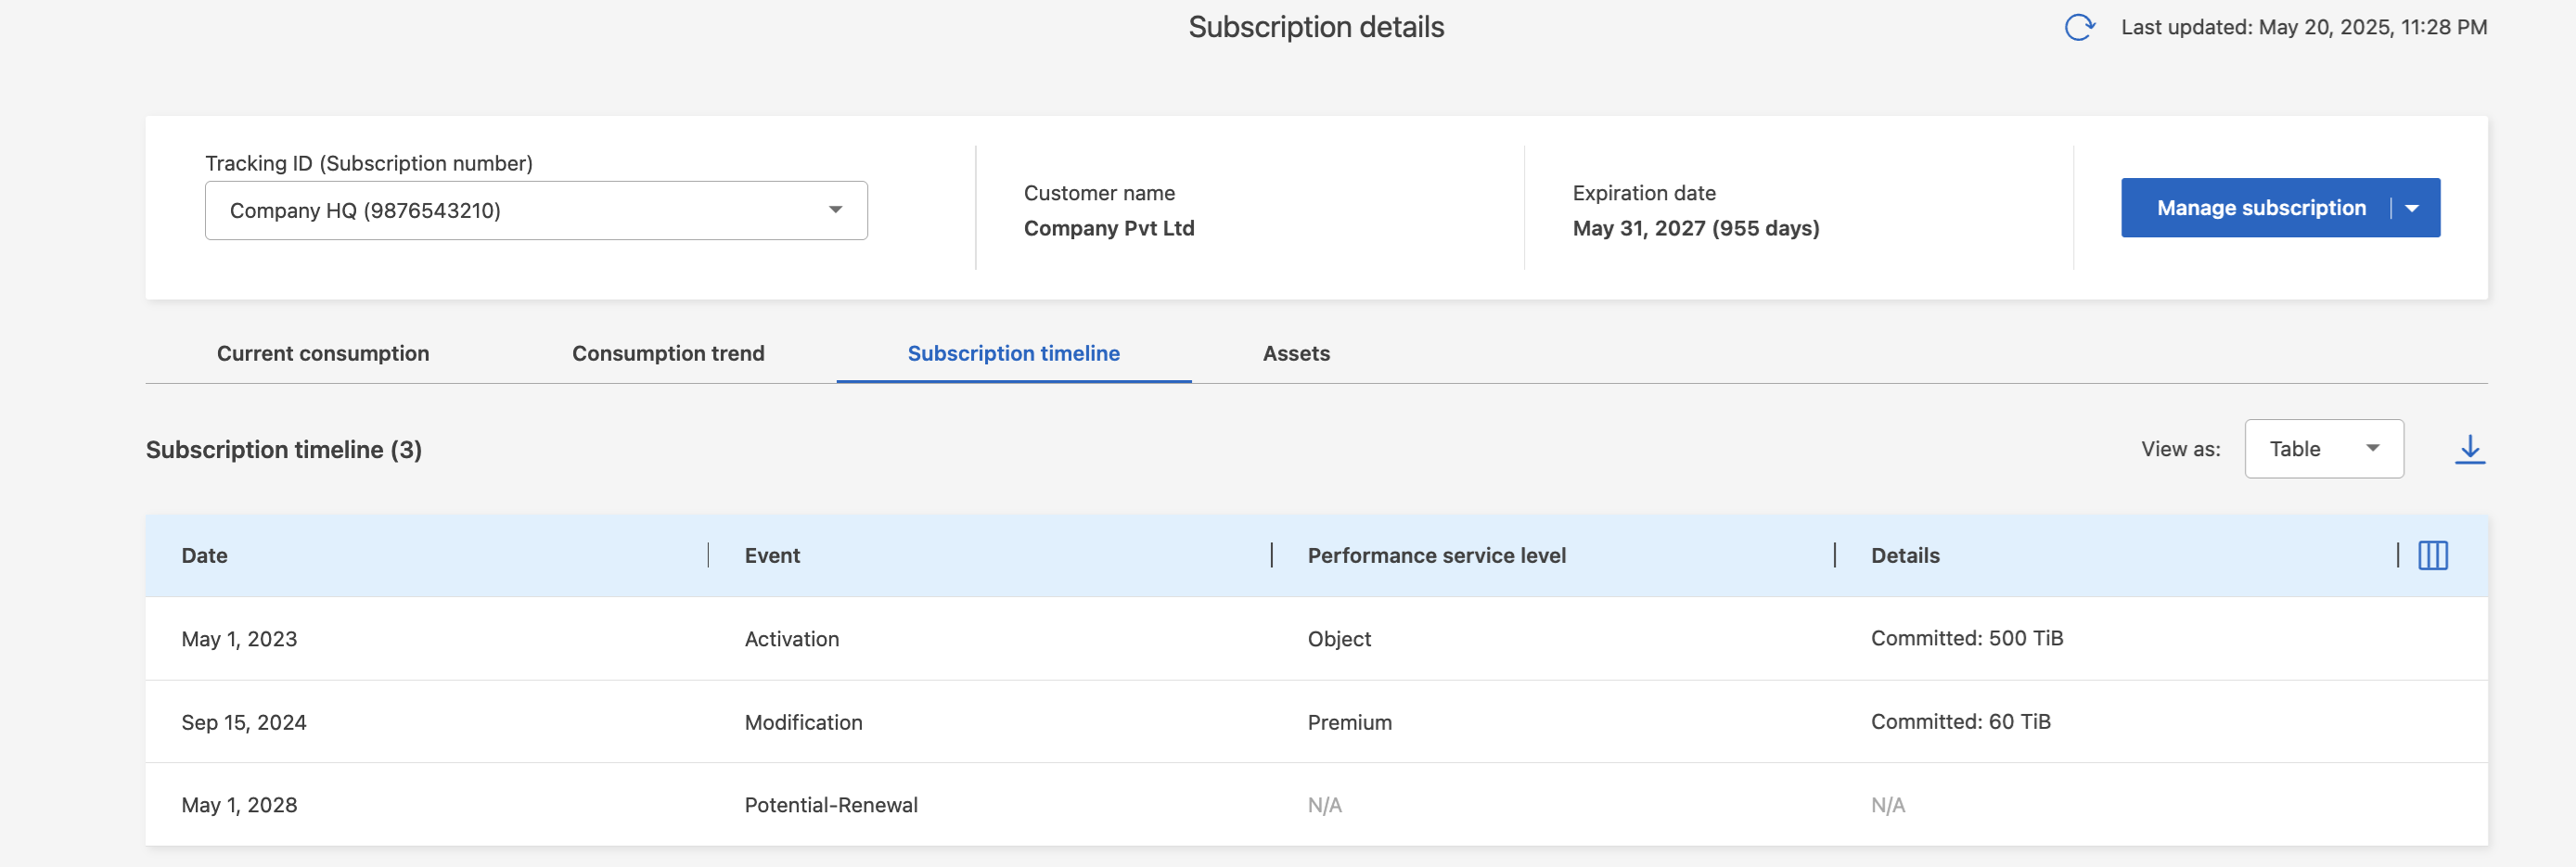 Subscription details
Last updated: May 20, 2025, 11:28 PM
Tracking ID (Subscription number)
Company HQ (9876543210)
Customer name
Company Pvt Ltd
Expiration date
May 31, 2027 (955 days)
Manage subscription
Current consumption Consumption trend Subscription timeline Assets
Subscription timeline (3)
View as: Table
Date Event Performance service level Details
May 1, 2023 Activation Object Committed: 500 TiB
Sep 15, 2024 Modification Premium Committed: 60 TiB
May 1, 2028 Potential-Renewal N/A N/A